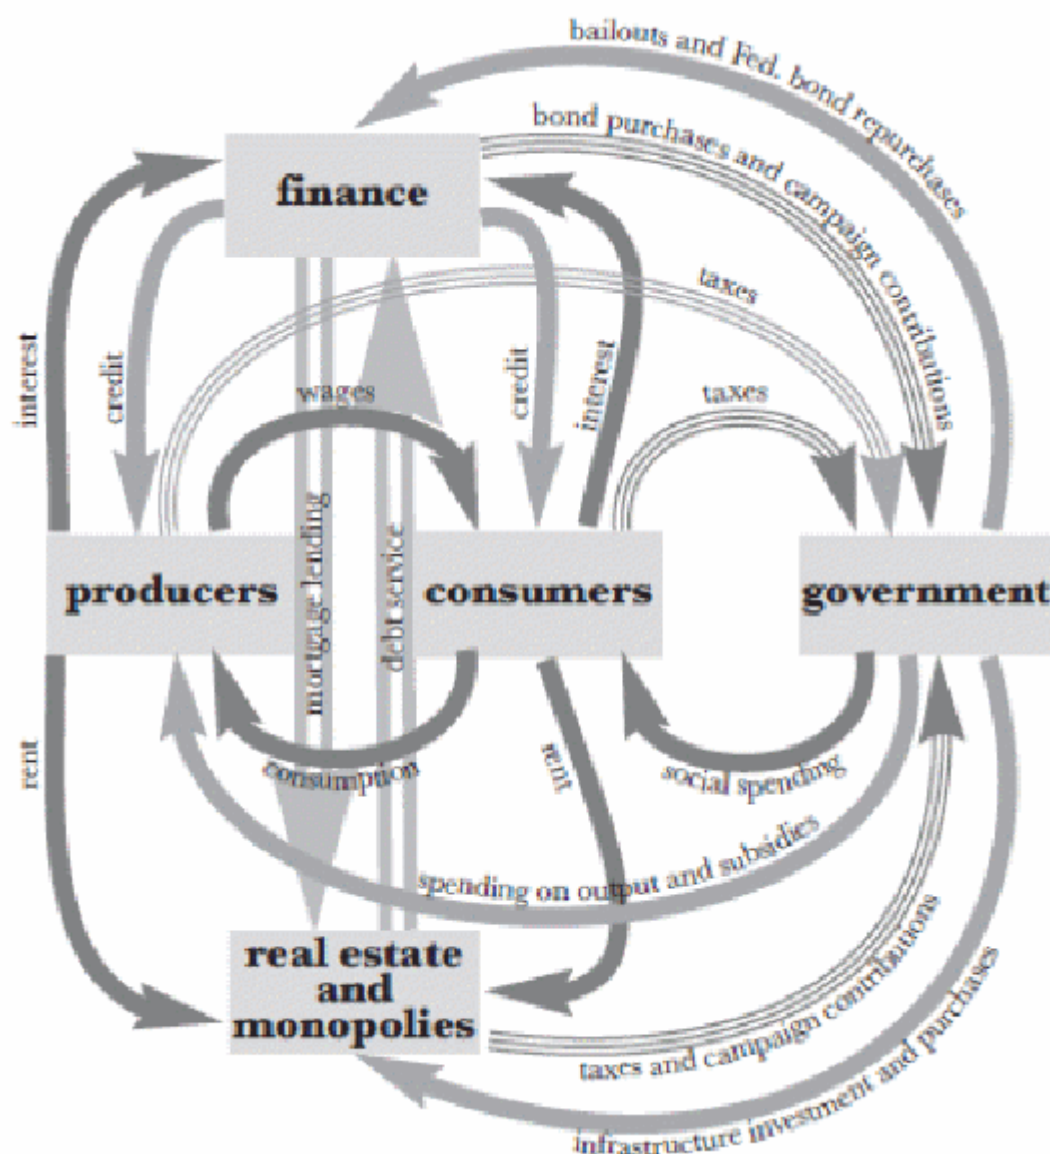 bailouts and Fed. bond repurchases
bond purchases and campaign contributions
finance
taxes
interest
credit
wages
credit
interest
taxes
producers
mortgage lending
debt service
consumers
government
rent
consumption
rent
social spending
spending on output and subsidies
real estate
and
monopolies
taxes and campaign contributions
infrastructure investment and purchases